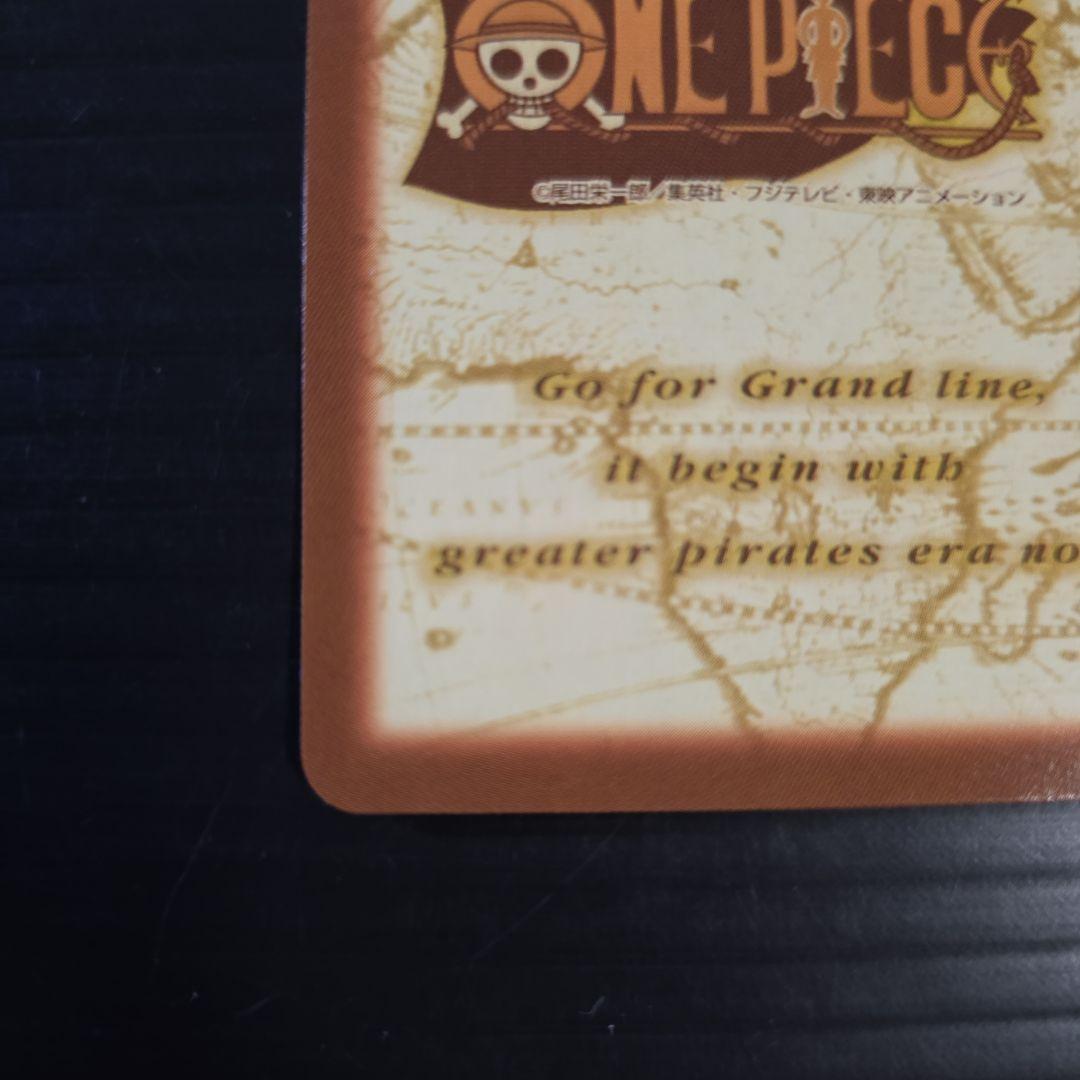 ONE PIECE
©尾田栄一郎／集英社・フジテレビ・東映アニメーション
Go for Grand line,
it begin with
greater pirates era no